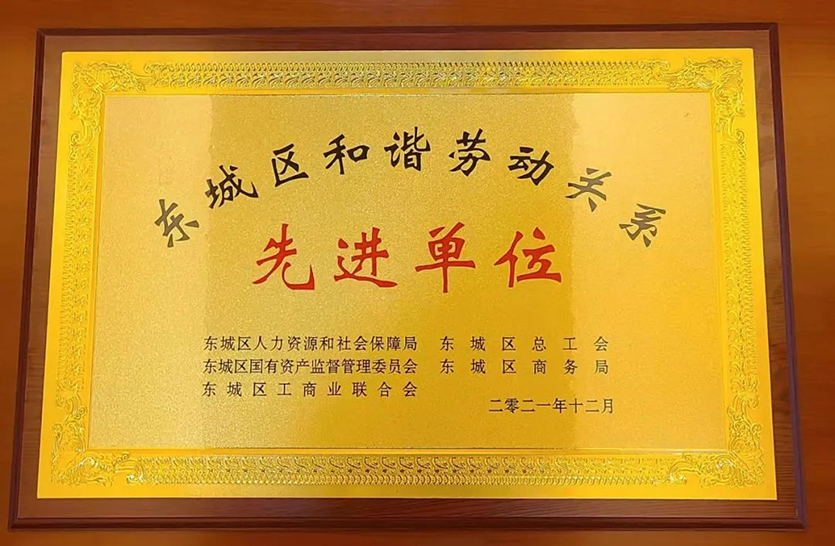 东城区和谐劳动关系
先进单位
东城区人力资源和社会保障局 东城区总工会
东城区国有资产监督管理委员会 东城区商务局
东城区工商业联合会
二零二一年十二月